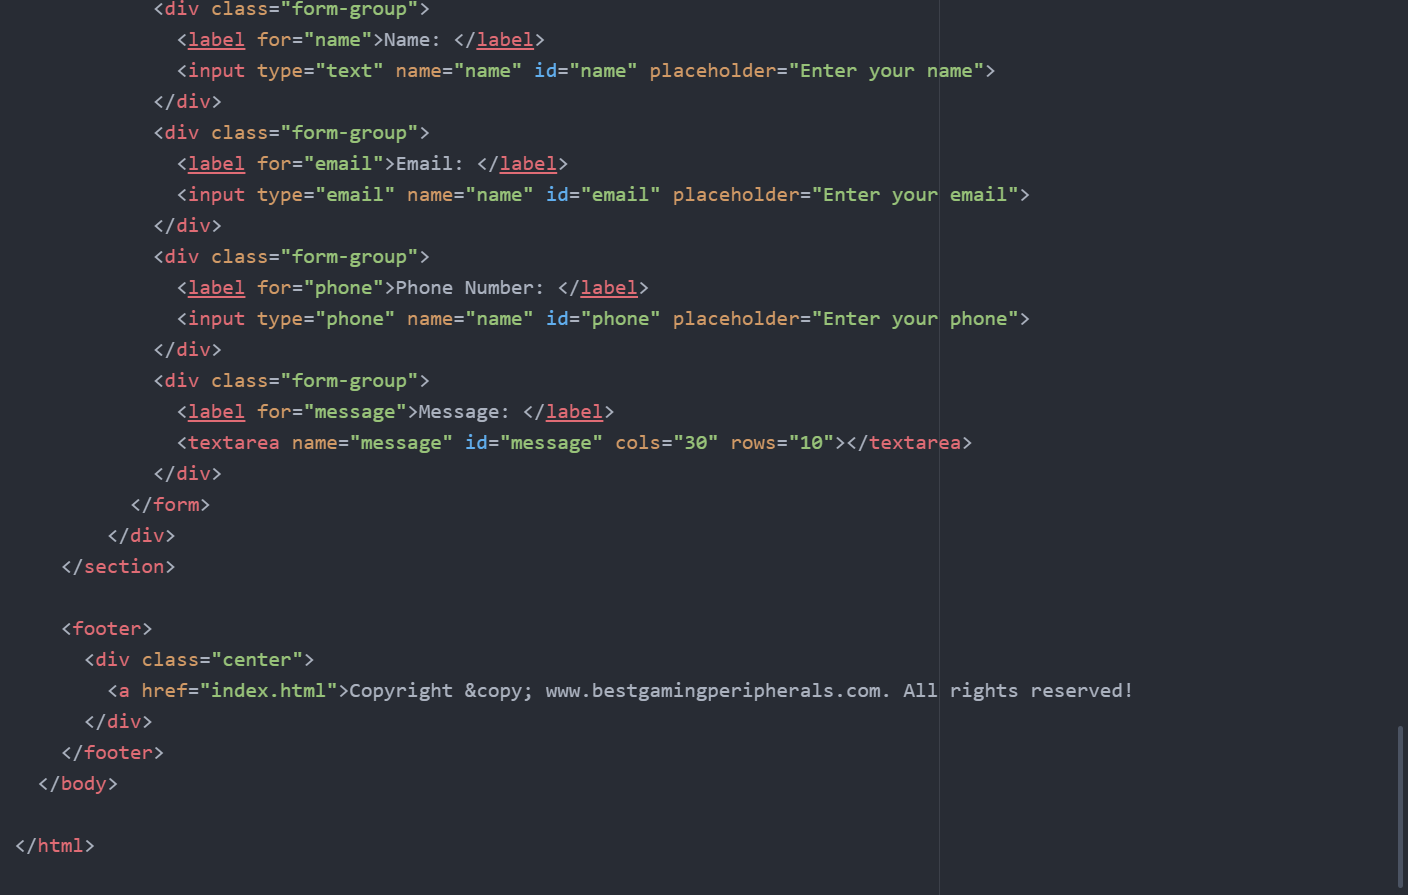 <div class="form-group">
<label for="name">Name: </label>
<input type="text" name="name" id="name" placeholder="Enter your name">
</div>
<div class="form-group">
<label for="email">Email: </label>
<input type="email" name="name" id="email" placeholder="Enter your email">
</div>
<div class="form-group">
<label for="phone">Phone Number: </label>
<input type="phone" name="name" id="phone" placeholder="Enter your phone">
</div>
<div class="form-group">
<label for="message">Message: </label>
<textarea name="message" id="message" cols="30" rows="10"></textarea>
</div>
</form>
</div>
</section>
<footer>
<div class="center">
<a href="index.html">Copyright &copy; www.bestgamingperipherals.com. All rights reserved!
</div>
</footer>
</body>
</html>